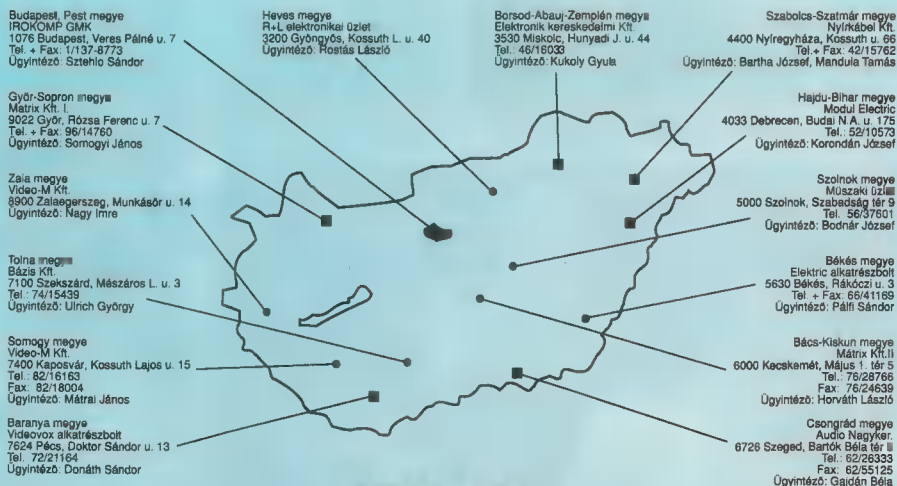 Budapest, Pest megye
IROKOMP GMK
1076 Budapest, Veres Pálné u. 7
Tel. + Fax: 1/137-8773
Ügyintéző: Sztehlo Sándor
Heves megye
R+L elektronikai üzlet
3200 Gyöngyös, Kossuth L. u. 40
Ügyintéző: Rostás László
Borsod-Abauj-Zemplén megye
Elektronik kereskedelmi Kft.
3530 Miskolc, Hunyadi J. u. 44
Tel.: 46/16033
Ügyintéző: Kukoly Gyula
Szabolcs-Szatmár megye
Nyírkábel Kft.
4400 Nyíregyháza, Kossuth u. 66
Tel.+ Fax: 42/15762
Ügyintéző: Bartha József, Mandula Tamás
Győr-Sopron megye
Matrix Kft. I.
9022 Győr, Rózsa Ferenc u. 7
Tel. + Fax: 96/14760
Ügyintéző: Somogyi János
Hajdu-Bihar megye
Modul Electric
4033 Debrecen, Budai N.A. u. 175
Tel.: 52/10573
Ügyintéző: Korondán József
Zala megye
Video-M Kft.
8900 Zalaegerszeg, Munkásőr u. 14
Ügyintéző: Nagy Imre
Szolnok megye
Műszaki üzlet
5000 Szolnok, Szabadság tér 9
Tel. 56/37601
Ügyintéző: Bodnár József
Tolna megye
Bázis Kft.
7100 Szekszárd, Mészáros L. u. 3
Tel.: 74/15439
Ügyintéző: Ulrich György
Békés megye
Elektric alkatrészbolt
5630 Békés, Rákóczi u. 3
Tel. + Fax: 66/41169
Ügyintéző: Pálfi Sándor
Somogy megye
Video-M Kft.
7400 Kaposvár, Kossuth Lajos u. 15
Tel.: 82/16163
Fax: 82/18004
Ügyintéző: Mátrai János
Bács-Kiskun megye
Mátrix Kft.II
6000 Kecskemét, Május 1. tér 5
Tel.: 76/28766
Fax: 76/24639
Ügyintéző: Horváth László
Baranya megye
Videovox alkatrészbolt
7624 Pécs, Doktor Sándor u. 13
Tel. 72/21164
Ügyintéző: Donáth Sándor
Csongrád megye
Audio Nagyker.
6726 Szeged, Bartók Béla tér
Tel.: 62/26333
Fax: 62/55125
Ügyintéző: Gajdán Béla